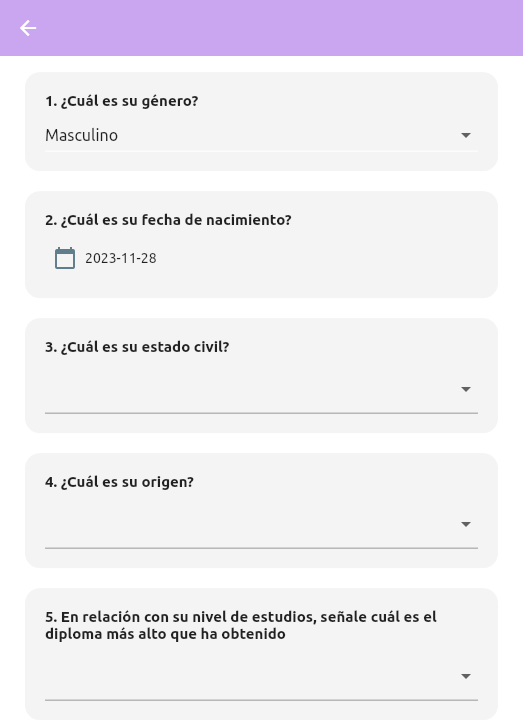 1. ¿Cuál es su género?
Masculino
2. ¿Cuál es su fecha de nacimiento?
2023-11-28
3. ¿Cuál es su estado civil?
4. ¿Cuál es su origen?
5. En relación con su nivel de estudios, señale cuál es el
diploma más alto que ha obtenido